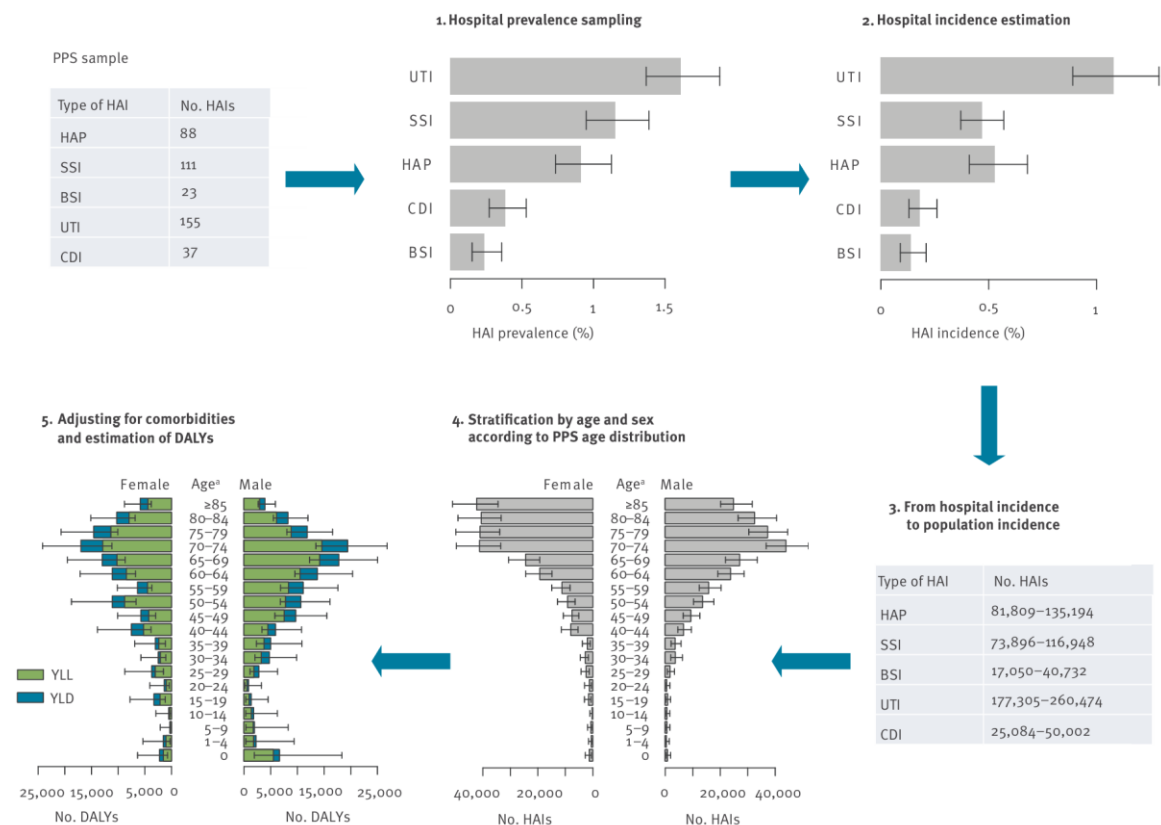 1. Hospital prevalence sampling
2. Hospital incidence estimation
PPS sample
Type of HAI No. HAIs
HAP 88
SSI 111
BSI 23
UTI 155
CDI 37
UTI
SSI
HAP
CDI
BSI
0 0.5 1 1.5
HAI prevalence (%)
UTI
SSI
HAP
CDI
BSI
0 0.5 1
HAI incidence (%)
5. Adjusting for comorbidities
and estimation of DALYs
4. Stratification by age and sex
according to PPS age distribution
Female Ageᵃ Male
≥85
80–84
75–79
70–74
65–69
60–64
55–59
50–54
45–49
40–44
35–39
30–34
25–29
20–24
15–19
10–14
5–9
1–4
0
YLL
YLD
25,000 15,000 5,000 0
0 5,000 15,000 25,000
No. DALYs
No. DALYs
Female Ageᵃ Male
≥85
80–84
75–79
70–74
65–69
60–64
55–59
50–54
45–49
40–44
35–39
30–34
25–29
20–24
15–19
10–14
5–9
1–4
0
40,000 20,000 0
0 20,000 40,000
No. HAIs
No. HAIs
3. From hospital incidence
to population incidence
Type of HAI No. HAIs
HAP 81,809–135,194
SSI 73,896–116,948
BSI 17,050–40,732
UTI 177,305–260,474
CDI 25,084–50,002